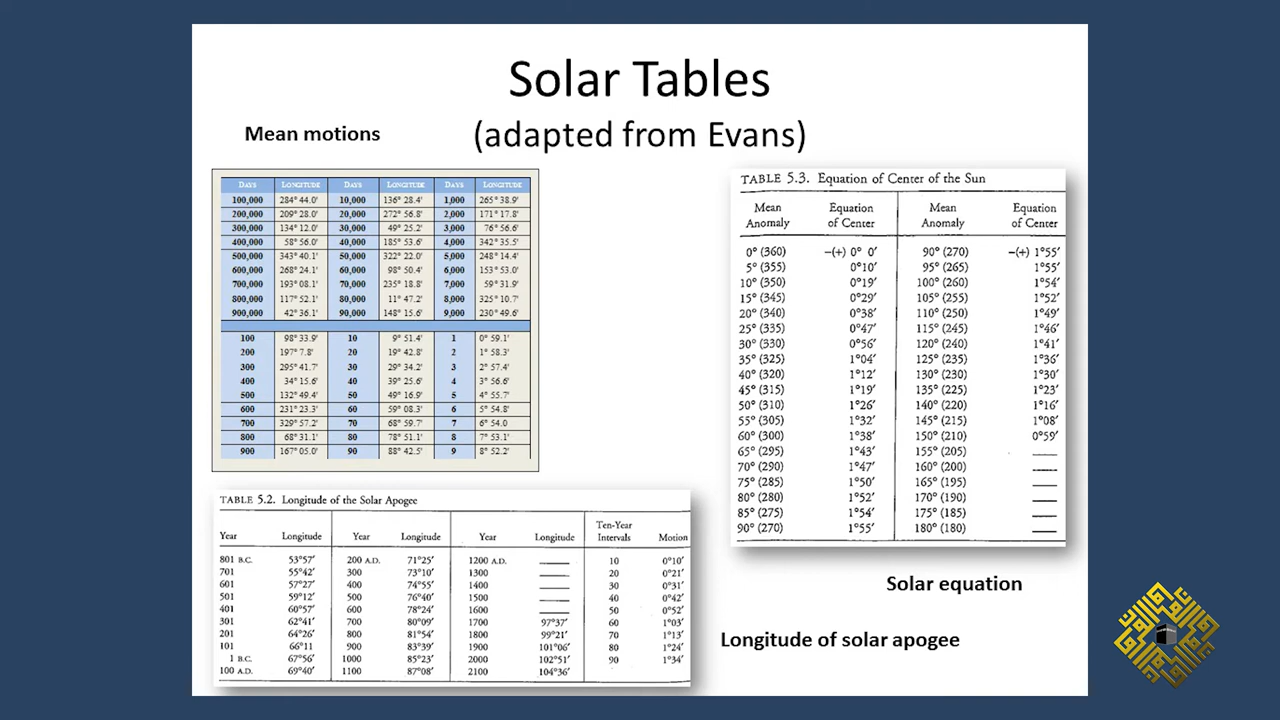 Solar Tables
(adapted from Evans)
Mean motions
DAYS LONGITUDE DAYS LONGITUDE DAYS LONGITUDE
100,000 284° 44.0' 10,000 136° 28.4' 1,000 265° 38.9'
200,000 209° 28.0' 20,000 272° 56.8' 2,000 171° 17.8'
300,000 134° 12.0' 30,000 49° 25.2' 3,000 76° 56.6'
400,000 58° 56.0' 40,000 185° 53.6' 4,000 342° 35.5'
500,000 343° 40.1' 50,000 322° 22.0' 5,000 248° 14.4'
600,000 268° 24.1' 60,000 98° 50.4' 6,000 153° 53.0'
700,000 193° 08.1' 70,000 235° 18.8' 7,000 59° 31.9'
800,000 117° 52.1' 80,000 11° 47.2' 8,000 325° 10.7'
900,000 42° 36.1' 90,000 148° 15.6' 9,000 230° 49.6'
100 98° 33.9' 10 9° 51.4' 1 0° 59.1'
200 197° 7.8' 20 19° 42.8' 2 1° 58.3'
300 295° 41.7' 30 29° 34.2' 3 2° 57.4'
400 34° 15.6' 40 39° 25.6' 4 3° 56.6'
500 132° 49.4' 50 49° 16.9' 5 4° 55.7'
600 231° 23.3' 60 59° 08.3' 6 5° 54.8'
700 329° 57.2' 70 68° 59.7' 7 6° 54.0
800 68° 31.1' 80 78° 51.1' 8 7° 53.1'
900 167° 05.0' 90 88° 42.5' 9 8° 52.2'
TABLE 5.3. Equation of Center of the Sun
Mean Equation Mean Equation
Anomaly of Center Anomaly of Center
0° (360) –(+) 0° 0' 90° (270) –(+) 1°55'
5° (355) 0°10' 95° (265) 1°55'
10° (350) 0°19' 100° (260) 1°54'
15° (345) 0°29' 105° (255) 1°52'
20° (340) 0°38' 110° (250) 1°49'
25° (335) 0°47' 115° (245) 1°46'
30° (330) 0°56' 120° (240) 1°41'
35° (325) 1°04' 125° (235) 1°36'
40° (320) 1°12' 130° (230) 1°30'
45° (315) 1°19' 135° (225) 1°23'
50° (310) 1°26' 140° (220) 1°16'
55° (305) 1°32' 145° (215) 1°08'
60° (300) 1°38' 150° (210) 0°59'
65° (295) 1°43' 155° (205)
70° (290) 1°47' 160° (200)
75° (285) 1°50' 165° (195)
80° (280) 1°52' 170° (190)
85° (275) 1°54' 175° (185)
90° (270) 1°55' 180° (180)
Solar equation
TABLE 5.2. Longitude of the Solar Apogee
Ten-Year
Year Longitude Year Longitude Year Longitude Intervals Motion
801 B.C. 53°57' 200 A.D. 71°25' 1200 A.D. 10 0°10'
701 55°42' 300 73°10' 1300 20 0°21'
601 57°27' 400 74°55' 1400 30 0°31'
501 59°12' 500 76°40' 1500 40 0°42'
401 60°57' 600 78°24' 1600 50 0°52'
301 62°41' 700 80°09' 1700 97°37' 60 1°03'
201 64°26' 800 81°54' 1800 99°21' 70 1°13'
101 66°11 900 83°39' 1900 101°06' 80 1°24'
1 B.C. 67°56' 1000 85°23' 2000 102°51' 90 1°34'
100 A.D. 69°40' 1100 87°08' 2100 104°36'
Longitude of solar apogee